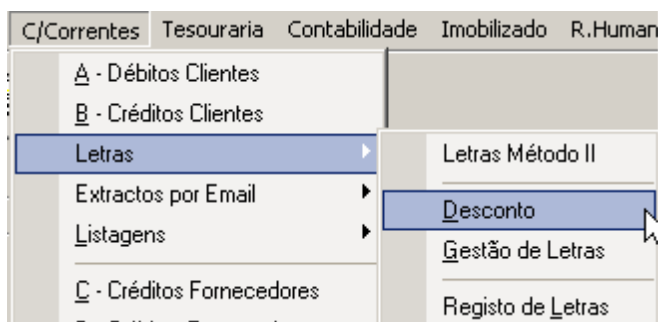 C/Correntes Tesouraria Contabilidade Imobilizado R.Human
A - Débitos Clientes
B - Créditos Clientes
Letras
Extractos por Email
Listagens
C - Créditos Fornecedores
Letras Método II
Desconto
Gestão de Letras
Registo de Letras